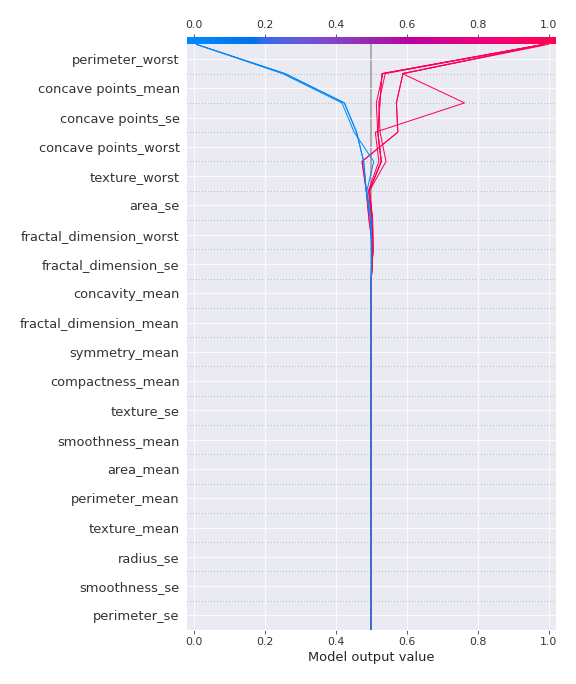 0.0 0.2 0.4 0.6 0.8 1.0
perimeter_worst
concave points_mean
concave points_se
concave points_worst
texture_worst
area_se
fractal_dimension_worst
fractal_dimension_se
concavity_mean
fractal_dimension_mean
symmetry_mean
compactness_mean
texture_se
smoothness_mean
area_mean
perimeter_mean
texture_mean
radius_se
smoothness_se
perimeter_se
0.0 0.2 0.4 0.6 0.8 1.0
Model output value